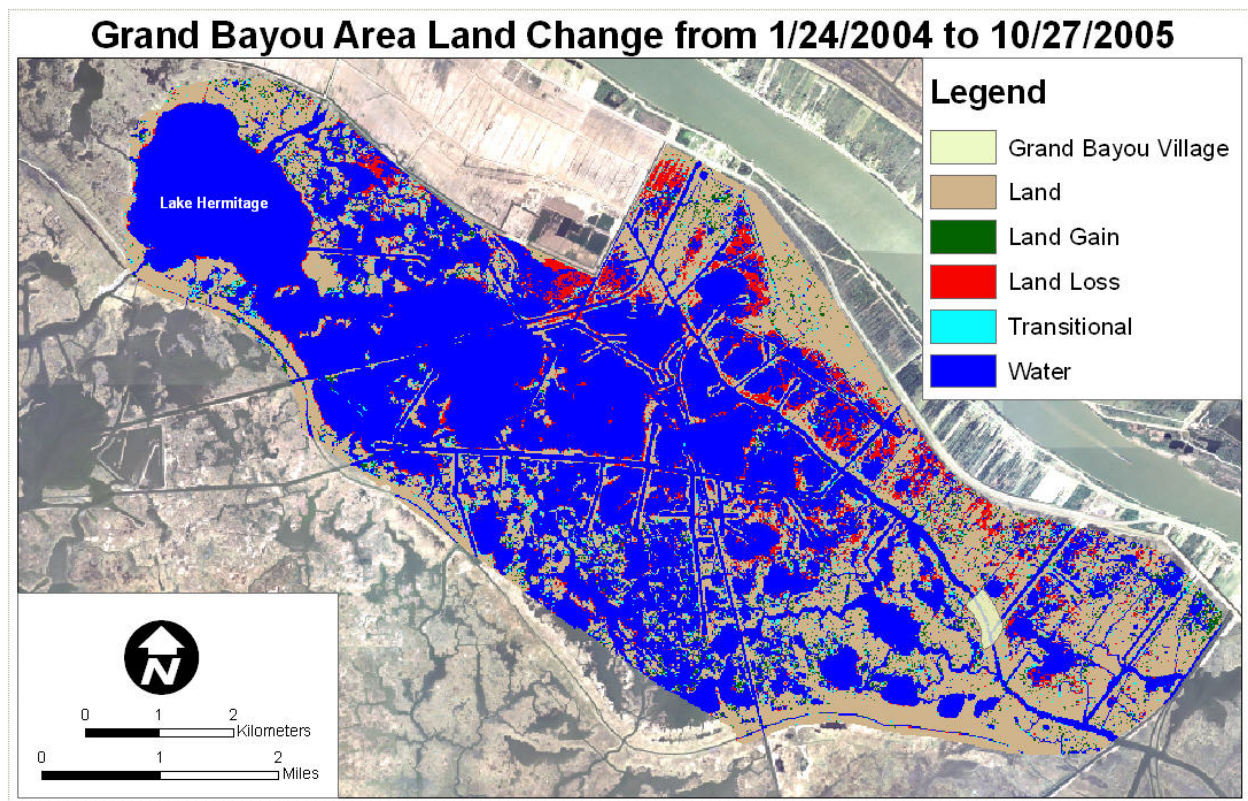 Grand Bayou Area Land Change from 1/24/2004 to 10/27/2005
Legend
Grand Bayou Village
Land
Land Gain
Land Loss
Transitional
Water
Lake Hermitage
N
0 1 2
Kilometers
0 1 2
Miles